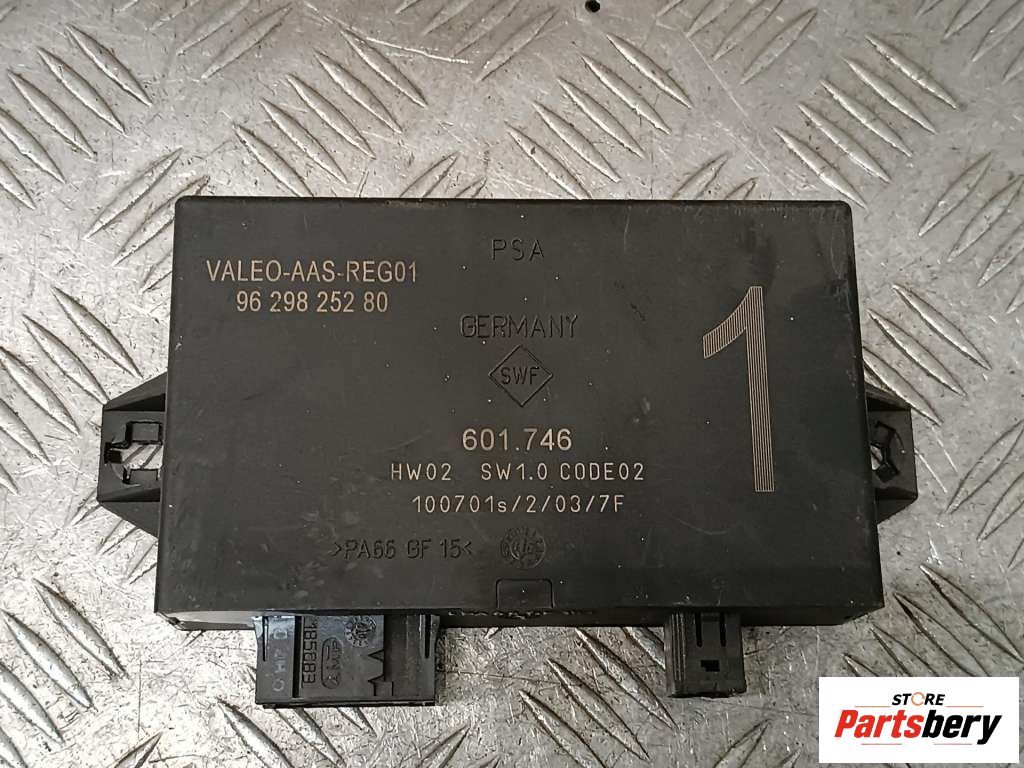 PSA
VALEO-AAS-REG01
96 298 252 80
GERMANY
SWF
1
601.746
HW02 SW1.0 CODE02
100701s/2/03/7F
>PA66 GF 15<
STORE
Partsbery